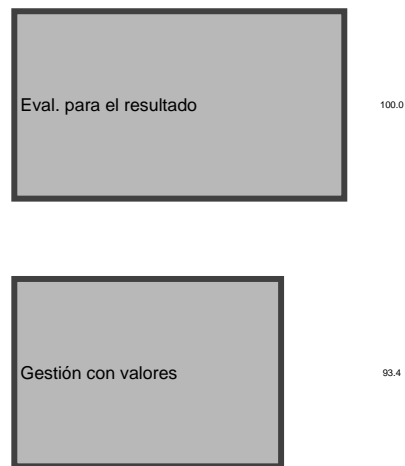 Eval. para el resultado
100.0
Gestión con valores
93.4